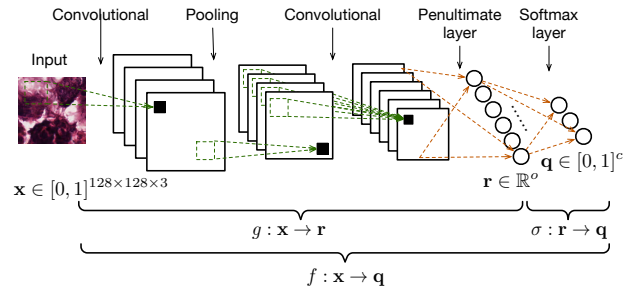 Convolutional Pooling Convolutional Penultimate layer Softmax layer
Input
x ∈ [0, 1]^{128×128×3}
r ∈ ℝ^o
q ∈ [0, 1]^c
g : x → r
σ : r → q
f : x → q